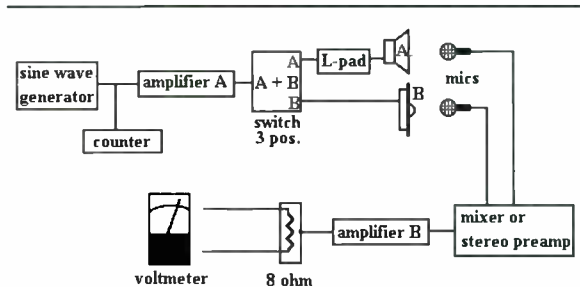 sine wave
generator
counter
amplifier A
A
A + B
B
switch
3 pos.
L-pad
A
B
mics
voltmeter
8 ohm
amplifier B
mixer or
stereo preamp